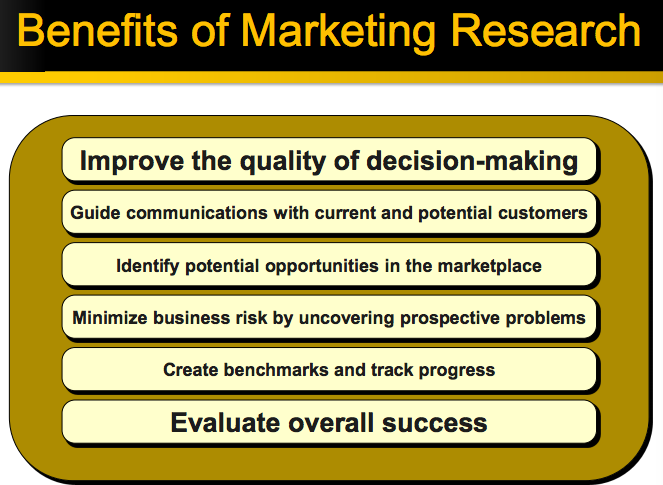 Benefits of Marketing Research
Improve the quality of decision-making
Guide communications with current and potential customers
Identify potential opportunities in the marketplace
Minimize business risk by uncovering prospective problems
Create benchmarks and track progress
Evaluate overall success